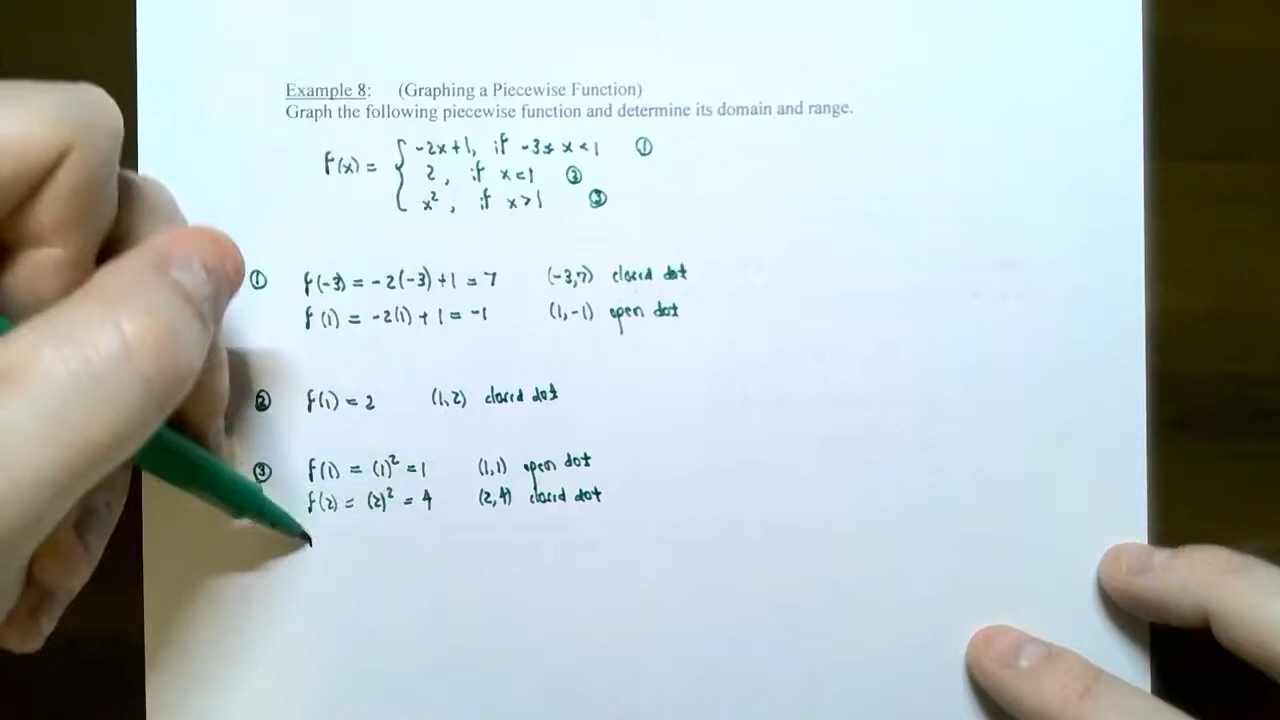 Example 8: (Graphing a Piecewise Function)
Graph the following piecewise function and determine its domain and range.
f(x) = { -2x+1, if -3 ≤ x < 1 ①
2, if x=1 ②
x², if x>1 ③
① f(-3) = -2(-3)+1 = 7 (-3,7) closed dot
f(1) = -2(1)+1 = -1 (1,-1) open dot
② f(1) = 2 (1,2) closed dot
③ f(1) = (1)² = 1 (1,1) open dot
f(2) = (2)² = 4 (2,4) closed dot